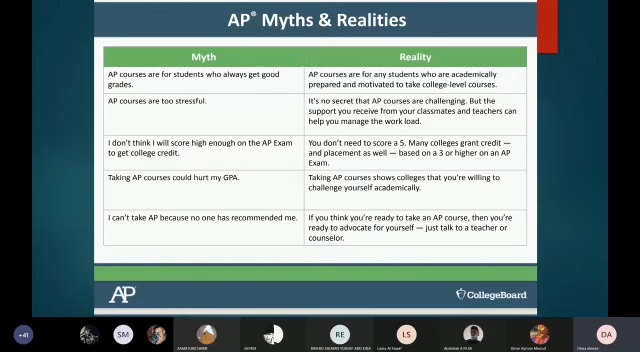 AP® Myths & Realities
Myth
Reality
AP courses are for students who always get good
grades.
AP courses are for any students who are academically
prepared and motivated to take college-level courses.
AP courses are too stressful.
It's no secret that AP courses are challenging. But the
support you receive from your classmates and teachers can
help you manage the work load.
I don't think I will score high enough on the AP Exam
to get college credit.
You don't need to score a 5. Many colleges grant credit —
and placement as well — based on a 3 or higher on an AP
Exam.
Taking AP courses could hurt my GPA.
Taking AP courses shows colleges that you're willing to
challenge yourself academically.
I can't take AP because no one has recommended me.
If you think you're ready to take an AP course, then you're
ready to advocate for yourself — just talk to a teacher or
counselor.
AP
CollegeBoard
+41
SM
RE
LS
DA